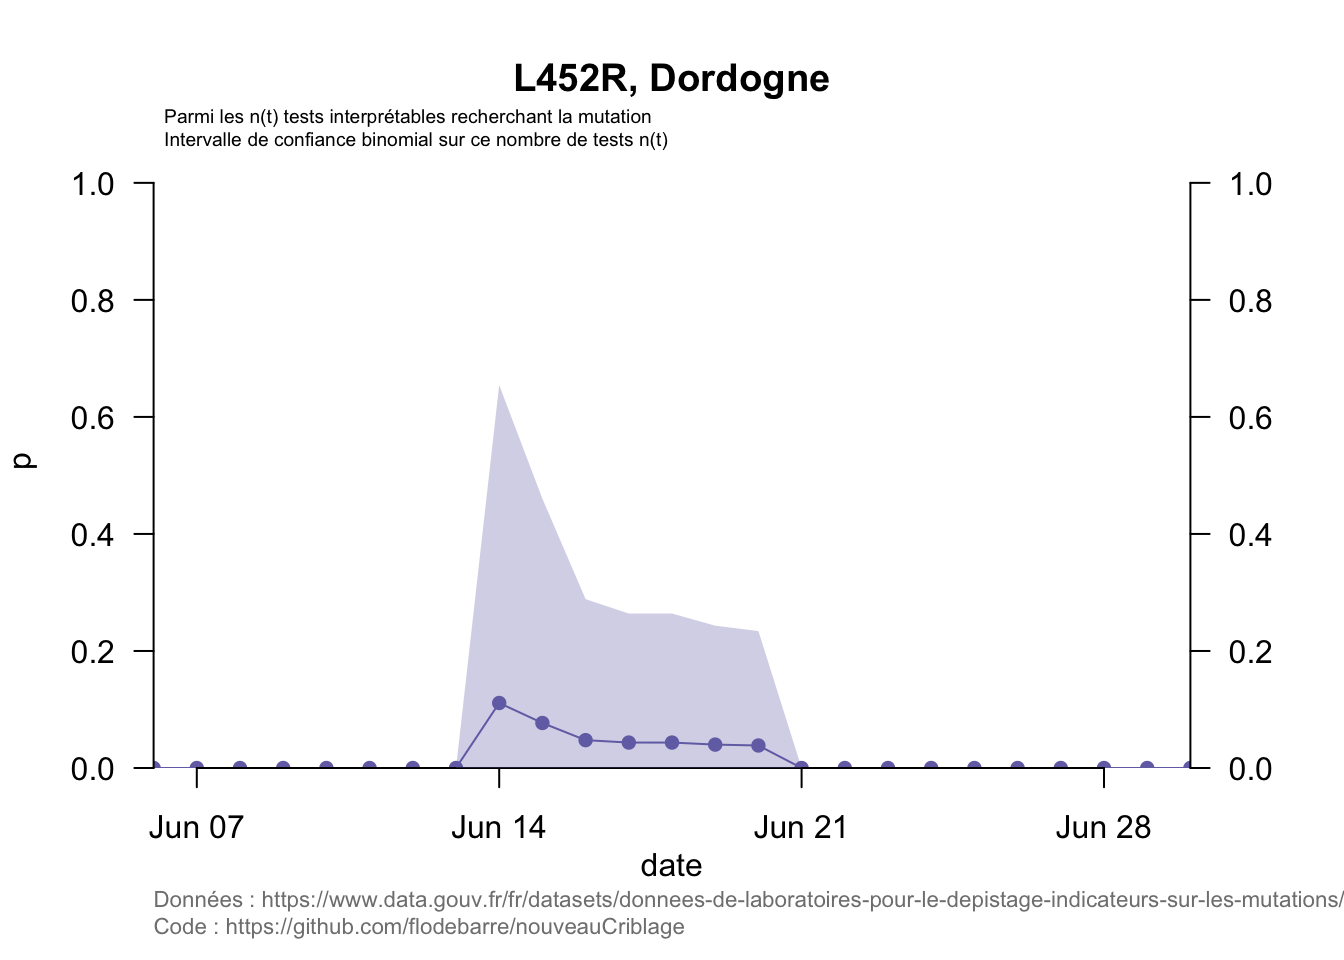 L452R, Dordogne
Parmi les n(t) tests interprétables recherchant la mutation
Intervalle de confiance binomial sur ce nombre de tests n(t)
1.0 1.0
0.8 0.8
0.6 0.6
p
0.4 0.4
0.2 0.2
0.0 0.0
Jun 07 Jun 14 Jun 21 Jun 28
date
Données : https://www.data.gouv.fr/fr/datasets/donnees-de-laboratoires-pour-le-depistage-indicateurs-sur-les-mutations/
Code : https://github.com/flodebarre/nouveauCriblage